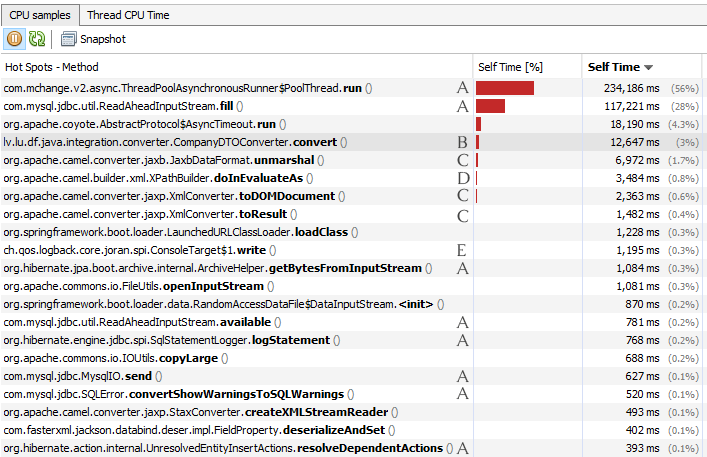 CPU samples Thread CPU Time
Snapshot
Hot Spots - Method Self Time [%] Self Time
com.mchange.v2.async.ThreadPoolAsynchronousRunner$PoolThread.run () A 234,186 ms (56%)
com.mysql.jdbc.util.ReadAheadInputStream.fill () A 117,221 ms (28%)
org.apache.coyote.AbstractProtocol$AsyncTimeout.run () 18,190 ms (4.3%)
lv.lu.df.java.integration.converter.CompanyDTOConverter.convert () B 12,647 ms (3%)
org.apache.camel.converter.jaxb.JaxbDataFormat.unmarshal () C 6,972 ms (1.7%)
org.apache.camel.builder.xml.XPathBuilder.doInEvaluateAs () D 3,484 ms (0.8%)
org.apache.camel.converter.jaxp.XmlConverter.toDOMDocument () C 2,363 ms (0.6%)
org.apache.camel.converter.jaxp.XmlConverter.toResult () C 1,482 ms (0.4%)
org.springframework.boot.loader.LaunchedURLClassLoader.loadClass () 1,228 ms (0.3%)
ch.qos.logback.core.joran.spi.ConsoleTarget$1.write () E 1,195 ms (0.3%)
org.hibernate.jpa.boot.archive.internal.ArchiveHelper.getBytesFromInputStream () A 1,084 ms (0.3%)
org.apache.commons.io.FileUtils.openInputStream () 1,081 ms (0.3%)
org.springframework.boot.loader.data.RandomAccessDataFile$DataInputStream.<init> () 870 ms (0.2%)
com.mysql.jdbc.util.ReadAheadInputStream.available () A 781 ms (0.2%)
org.hibernate.engine.jdbc.spi.SqlStatementLogger.logStatement () A 768 ms (0.2%)
org.apache.commons.io.IOUtils.copyLarge () 688 ms (0.2%)
com.mysql.jdbc.MysqlIO.send () A 627 ms (0.1%)
com.mysql.jdbc.SQLError.convertShowWarningsToSQLWarnings () A 520 ms (0.1%)
org.apache.camel.converter.jaxp.StaxConverter.createXMLStreamReader () 493 ms (0.1%)
com.fasterxml.jackson.databind.deser.impl.FieldProperty.deserializeAndSet () 402 ms (0.1%)
org.hibernate.action.internal.UnresolvedEntityInsertActions.resolveDependentActions () A 393 ms (0.1%)